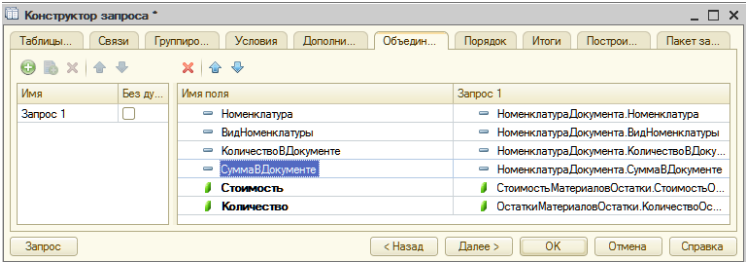 Конструктор запроса *
Таблицы... Связи Группиро... Условия Дополни... Объедин... Порядок Итоги Построи... Пакет за...
Имя Без ду... Имя поля Запрос 1
Запрос 1 Номенклатура НоменклатураДокумента.Номенклатура
ВидНоменклатуры НоменклатураДокумента.ВидНоменклатуры
КоличествоВДокументе НоменклатураДокумента.КоличествоВДоку...
СуммаВДокументе НоменклатураДокумента.СуммаВДокументе
Стоимость СтоимостьМатериаловОстатки.СтоимостьО...
Количество ОстаткиМатериаловОстатки.КоличествоОс...
Запрос < Назад Далее > ОК Отмена Справка